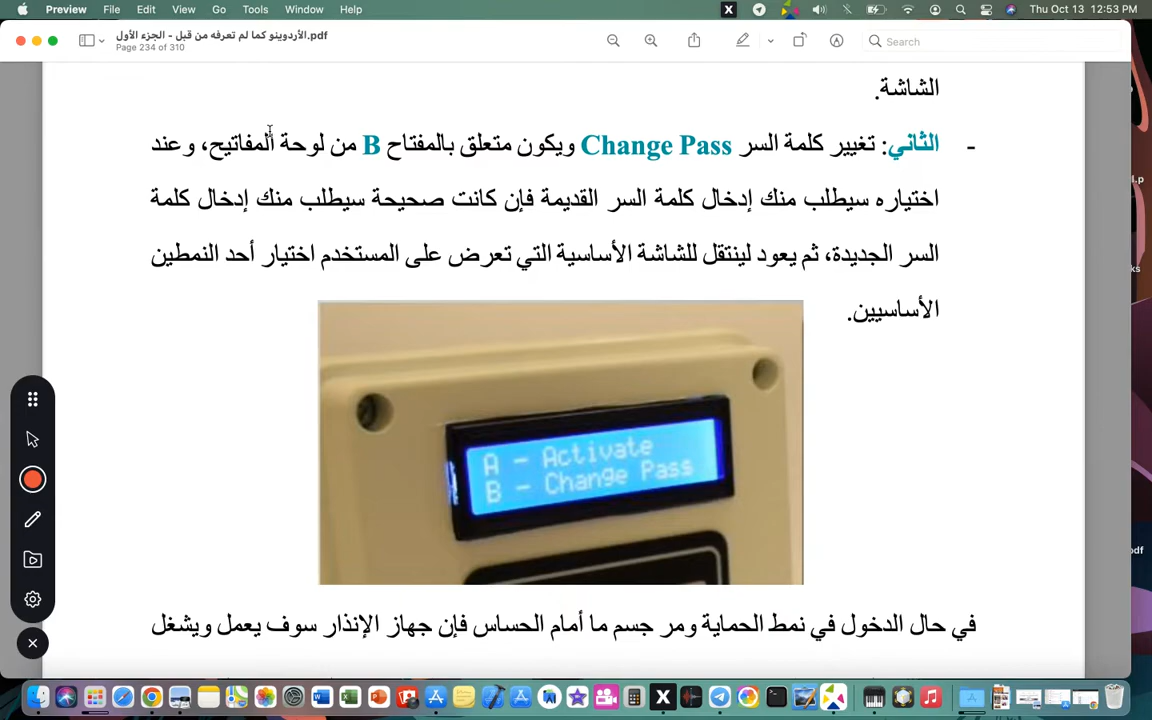 Preview File Edit View Go Tools Window Help
Thu Oct 13 12:53 PM
الأردوينو كما لم تعرفه من قبل - الجزء الأول.pdf
Page 234 of 310
Search
الشاشة.
- الثاني: تغيير كلمة السر Change Pass ويكون متعلق بالمفتاح B من لوحة المفاتيح، وعند
اختياره سيطلب منك إدخال كلمة السر القديمة فإن كانت صحيحة سيطلب منك إدخال كلمة
السر الجديدة، ثم يعود لينتقل للشاشة الأساسية التي تعرض على المستخدم اختيار أحد النمطين
الأساسيين.
A - Activate
B - Change Pass
في حال الدخول في نمط الحماية ومر جسم ما أمام الحساس فإن جهاز الإنذار سوف يعمل ويشغل
l.p
ks
pdf